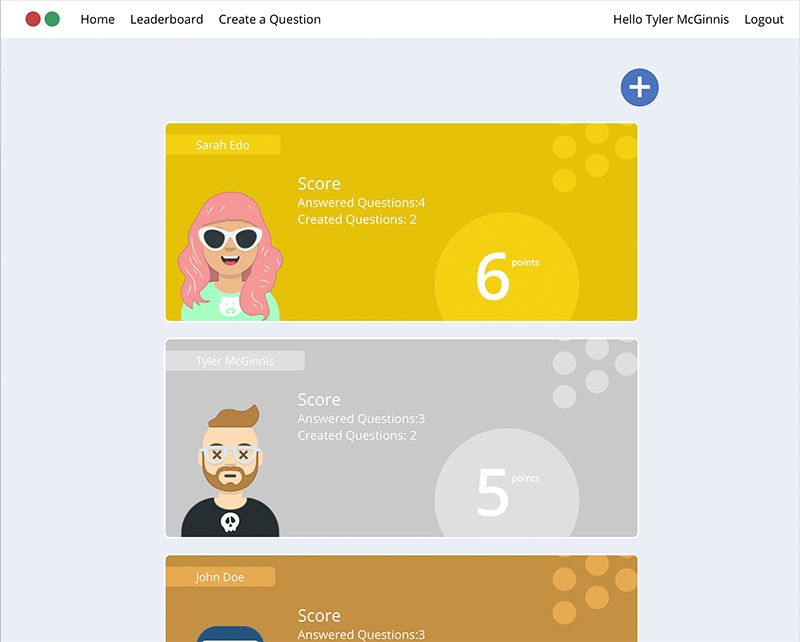 Home Leaderboard Create a Question Hello Tyler McGinnis Logout
Sarah Edo
Score
Answered Questions:4
Created Questions: 2
6 points
Tyler McGinnis
Score
Answered Questions:3
Created Questions: 2
5 points
John Doe
Score
Answered Questions:3